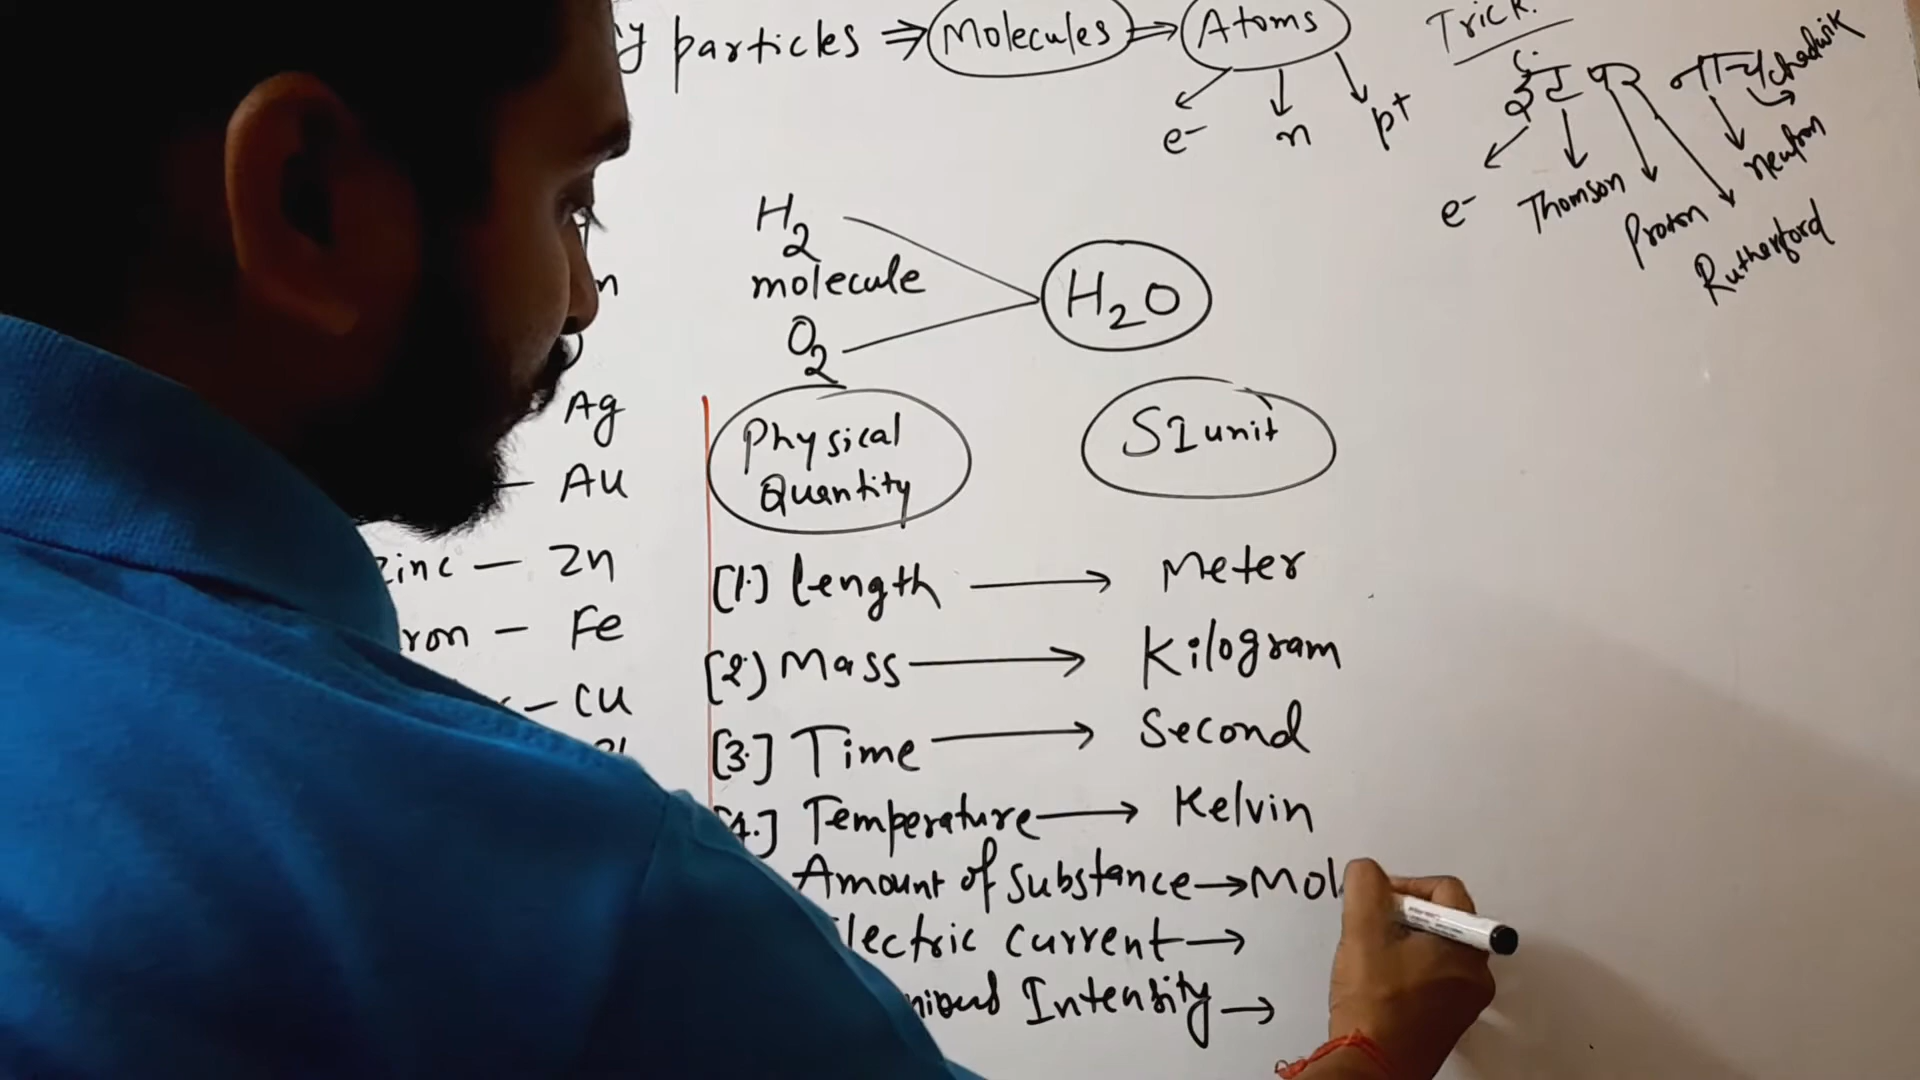 particles ⇒ Molecules ⇒ Atoms
e- n p+
Trick.
e- Thomson Proton Rutherford neutron chadwik
H2
molecule
O2
H2O
Ag
— Au
zinc — Zn
ron — Fe
— Cu
Physical Quantity SI unit
[1.] Length → Meter
[2.] Mass → Kilogram
[3.] Time → Second
[4.] Temperature → Kelvin
Amount of Substance → Mol
lectric current →
Intensity →